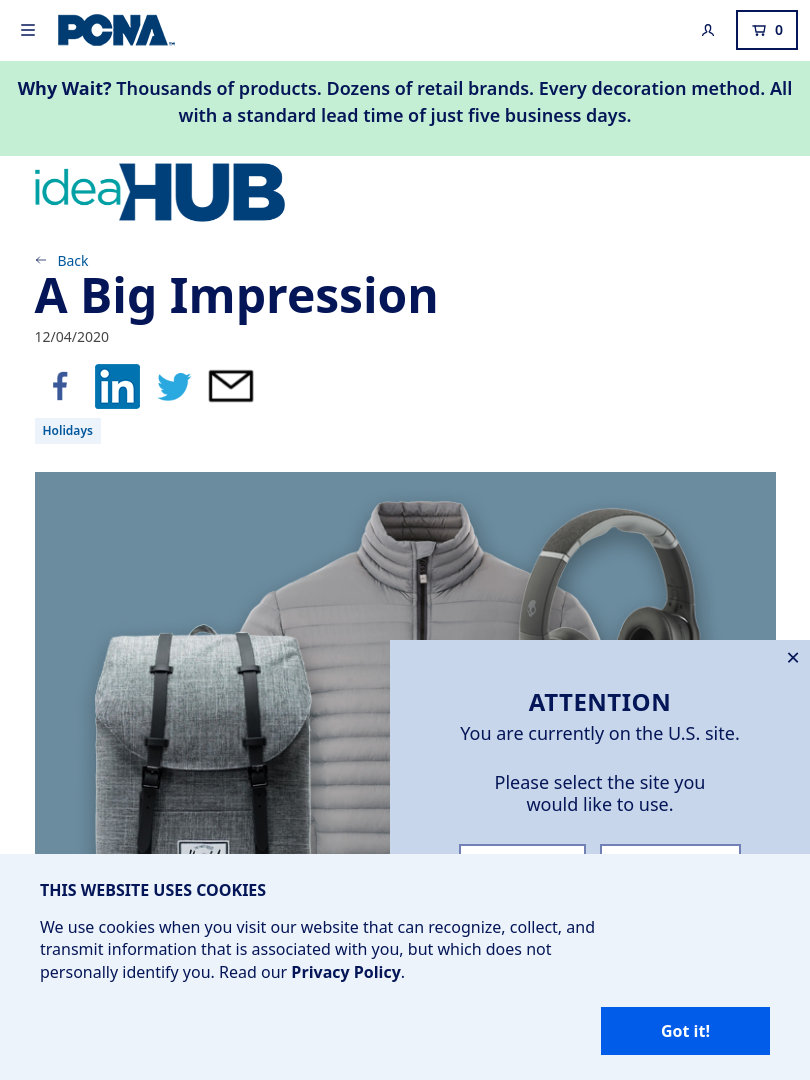 PCNA
0
Why Wait? Thousands of products. Dozens of retail brands. Every decoration method. All
with a standard lead time of just five business days.
ideaHUB
Back
A Big Impression
12/04/2020
Holidays
ATTENTION
You are currently on the U.S. site.
Please select the site you
would like to use.
THIS WEBSITE USES COOKIES
We use cookies when you visit our website that can recognize, collect, and
transmit information that is associated with you, but which does not
personally identify you. Read our Privacy Policy.
Got it!